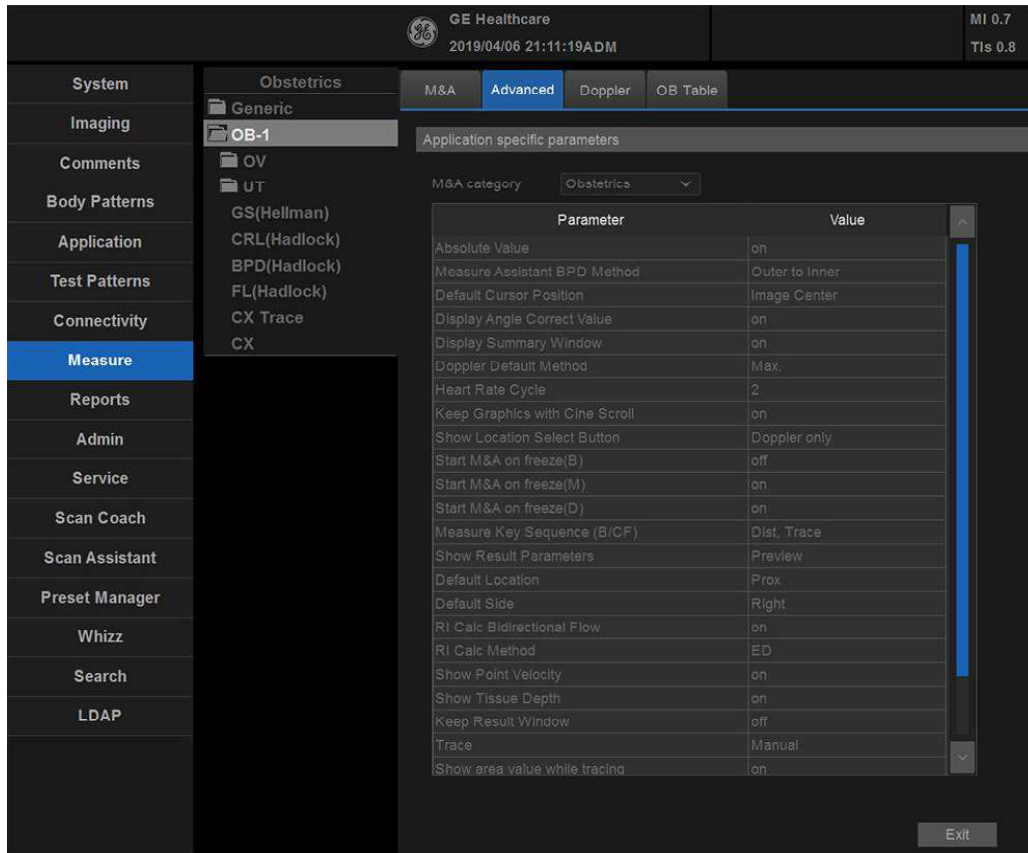 GE Healthcare
2019/04/06 21:11:19ADM
MI 0.7
TIs 0.8
System
Imaging
Comments
Body Patterns
Application
Test Patterns
Connectivity
Measure
Reports
Admin
Service
Scan Coach
Scan Assistant
Preset Manager
Whizz
Search
LDAP
Obstetrics
Generic
OB-1
OV
UT
GS(Hellman)
CRL(Hadlock)
BPD(Hadlock)
FL(Hadlock)
CX Trace
CX
M&A Advanced Doppler OB Table
Application specific parameters
M&A category Obstetrics
Parameter Value
Absolute Value on
Measure Assistant BPD Method Outer to Inner
Default Cursor Position Image Center
Display Angle Correct Value on
Display Summary Window on
Doppler Default Method Max.
Heart Rate Cycle 2
Keep Graphics with Cine Scroll on
Show Location Select Button Doppler only
Start M&A on freeze(B) off
Start M&A on freeze(M) on
Start M&A on freeze(D) on
Measure Key Sequence (B/CF) Dist. Trace
Show Result Parameters Preview
Default Location Prox
Default Side Right
RI Calc Bidirectional Flow on
RI Calc Method ED
Show Point Velocity on
Show Tissue Depth on
Keep Result Window off
Trace Manual
Show area value while tracing on
Exit